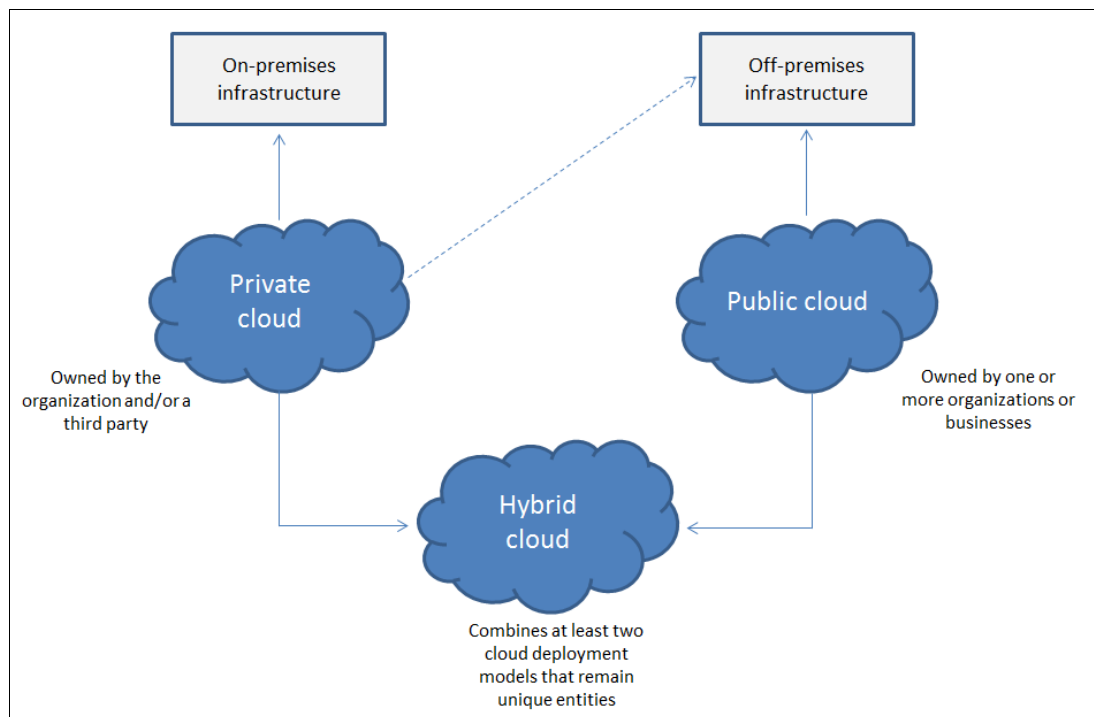 On-premises
infrastructure
Off-premises
infrastructure
Private
cloud
Public cloud
Owned by the
organization and/or a
third party
Owned by one or
more organizations or
businesses
Hybrid
cloud
Combines at least two
cloud deployment
models that remain
unique entities